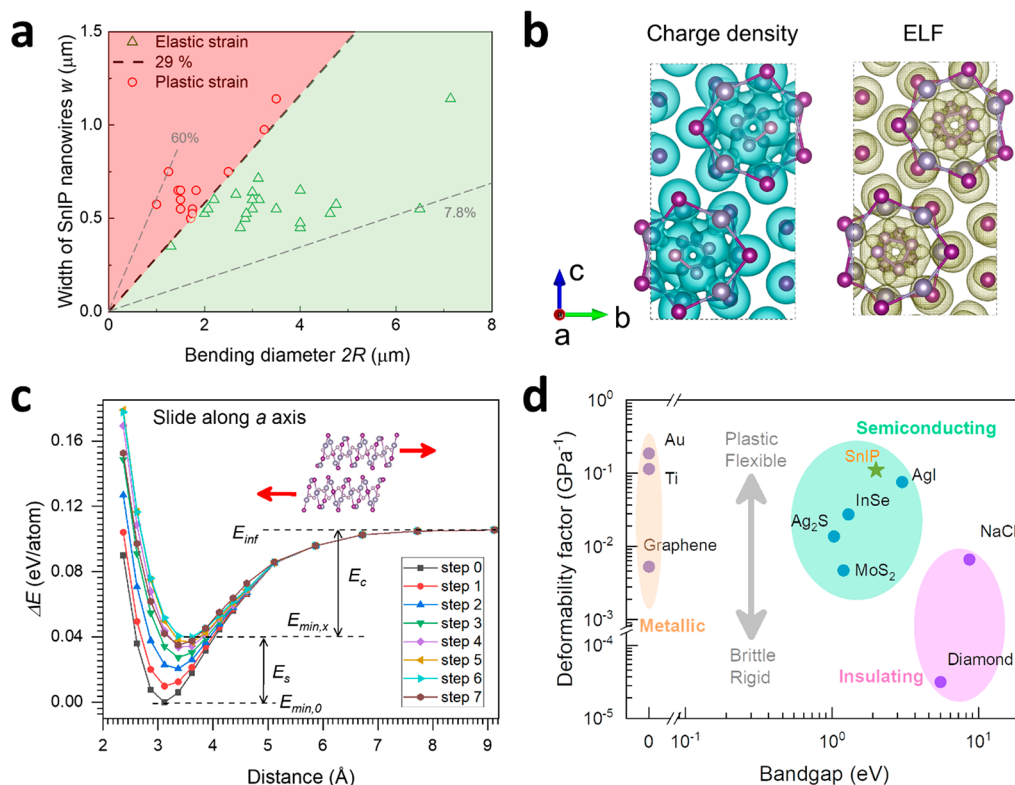 a
Elastic strain
29 %
Plastic strain
60%
7.8%
Width of SnIP nanowires w (μm)
1.5
1.0
0.5
0.0
0
2
4
6
8
Bending diameter 2R (μm)
b
Charge density
ELF
c
b
a
c
Slide along a axis
E_inf
E_c
E_min,x
E_s
E_min,0
step 0
step 1
step 2
step 3
step 4
step 5
step 6
step 7
ΔE (eV/atom)
0.16
0.12
0.08
0.04
0.00
2
3
4
5
6
7
8
9
Distance (Å)
d
Deformability factor (GPa⁻¹)
10⁰
10⁻¹
10⁻²
10⁻³
10⁻⁴
10⁻⁵
Au
Ti
Graphene
Metallic
Plastic
Flexible
Brittle
Rigid
Semiconducting
SnIP
AgI
InSe
Ag₂S
MoS₂
NaCl
Diamond
Insulating
0
10⁻¹
10⁰
10¹
Bandgap (eV)